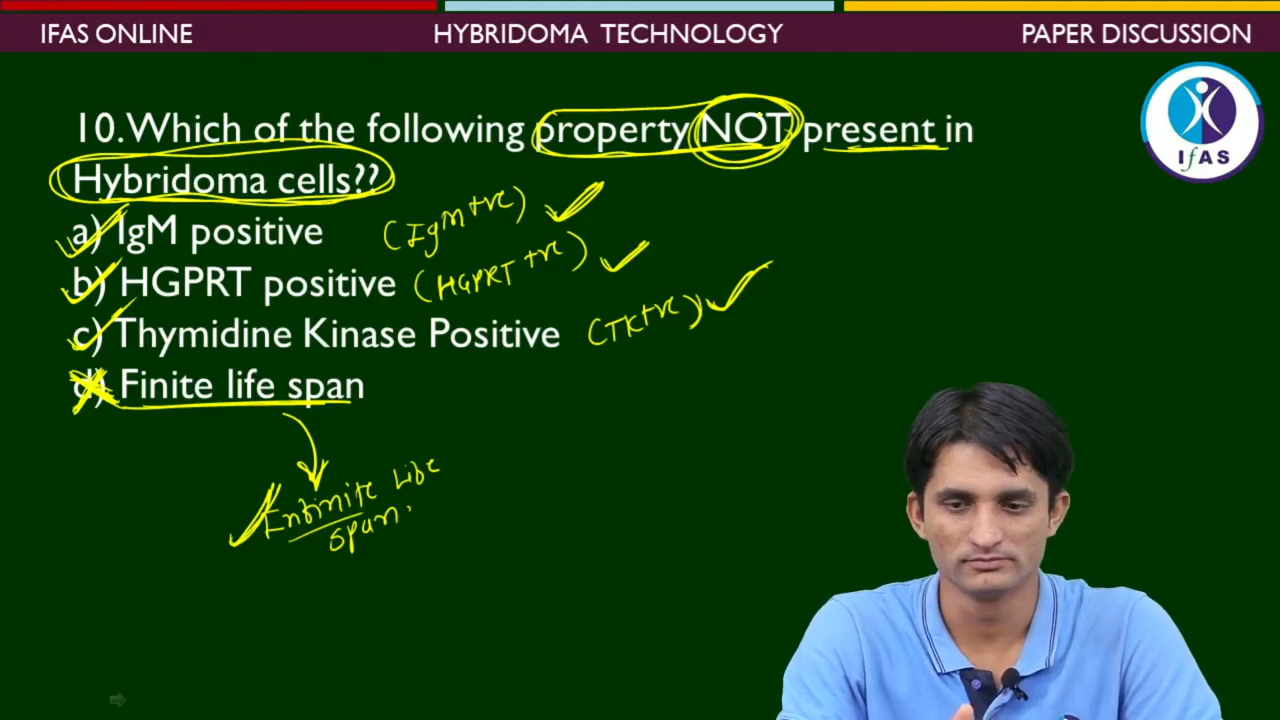 IFAS ONLINE HYBRIDOMA TECHNOLOGY PAPER DISCUSSION
IfAS
10.Which of the following property NOT present in
Hybridoma cells??
a) IgM positive (IgM +ve)
b) HGPRT positive (HGPRT +ve)
c) Thymidine Kinase Positive (TK+ve)
d) Finite life span
Infinite Life
span.